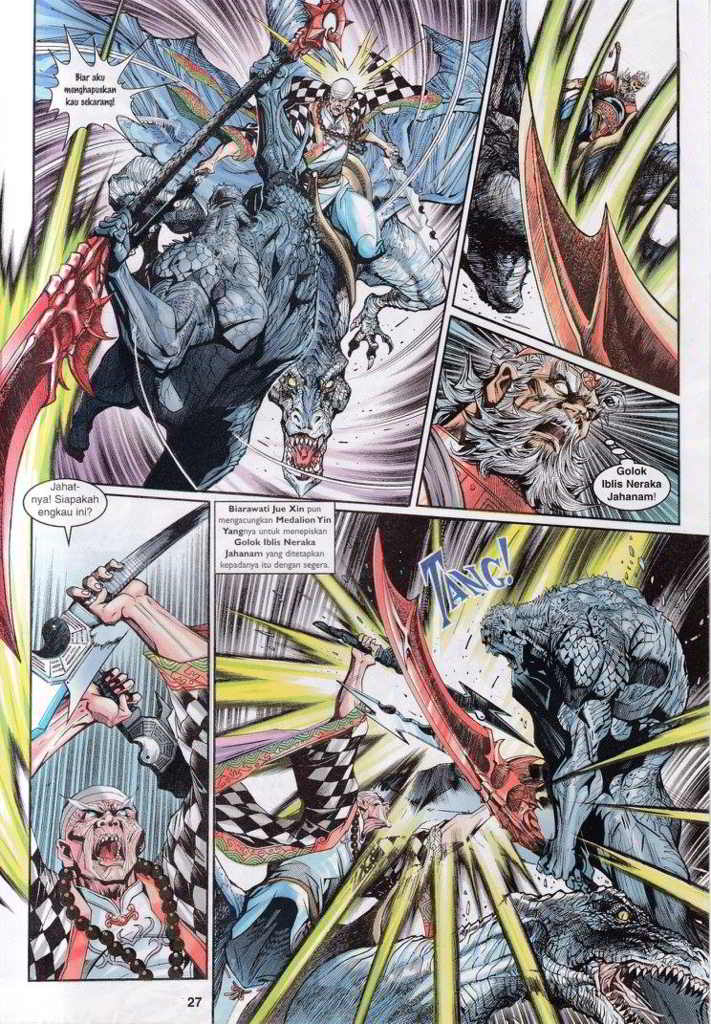 Biar aku
menghapuskan
kau sekarang!
Golok
Iblis Neraka
Jahanam!
Jahat-
nya! Siapakah
engkau ini?
Biarawati Jue Xin pun
mengacungkan Medalion Yin
Yangnya untuk menepiskan
Golok Iblis Neraka
Jahanam yang ditetapkan
kepadanya itu dengan segera.
TANG!
27